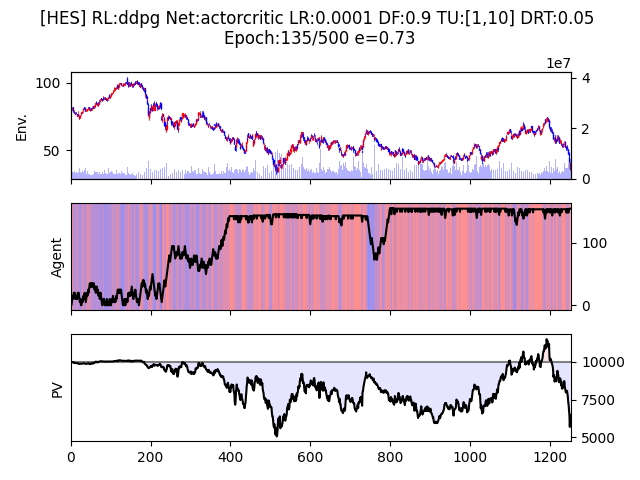 [HES] RL:ddpg Net:actorcritic LR:0.0001 DF:0.9 TU:[1,10] DRT:0.05
Epoch:135/500 e=0.73
1e7
100
50
Env.
4
2
0
Agent
100
0
PV
10000
7500
5000
0 200 400 600 800 1000 1200